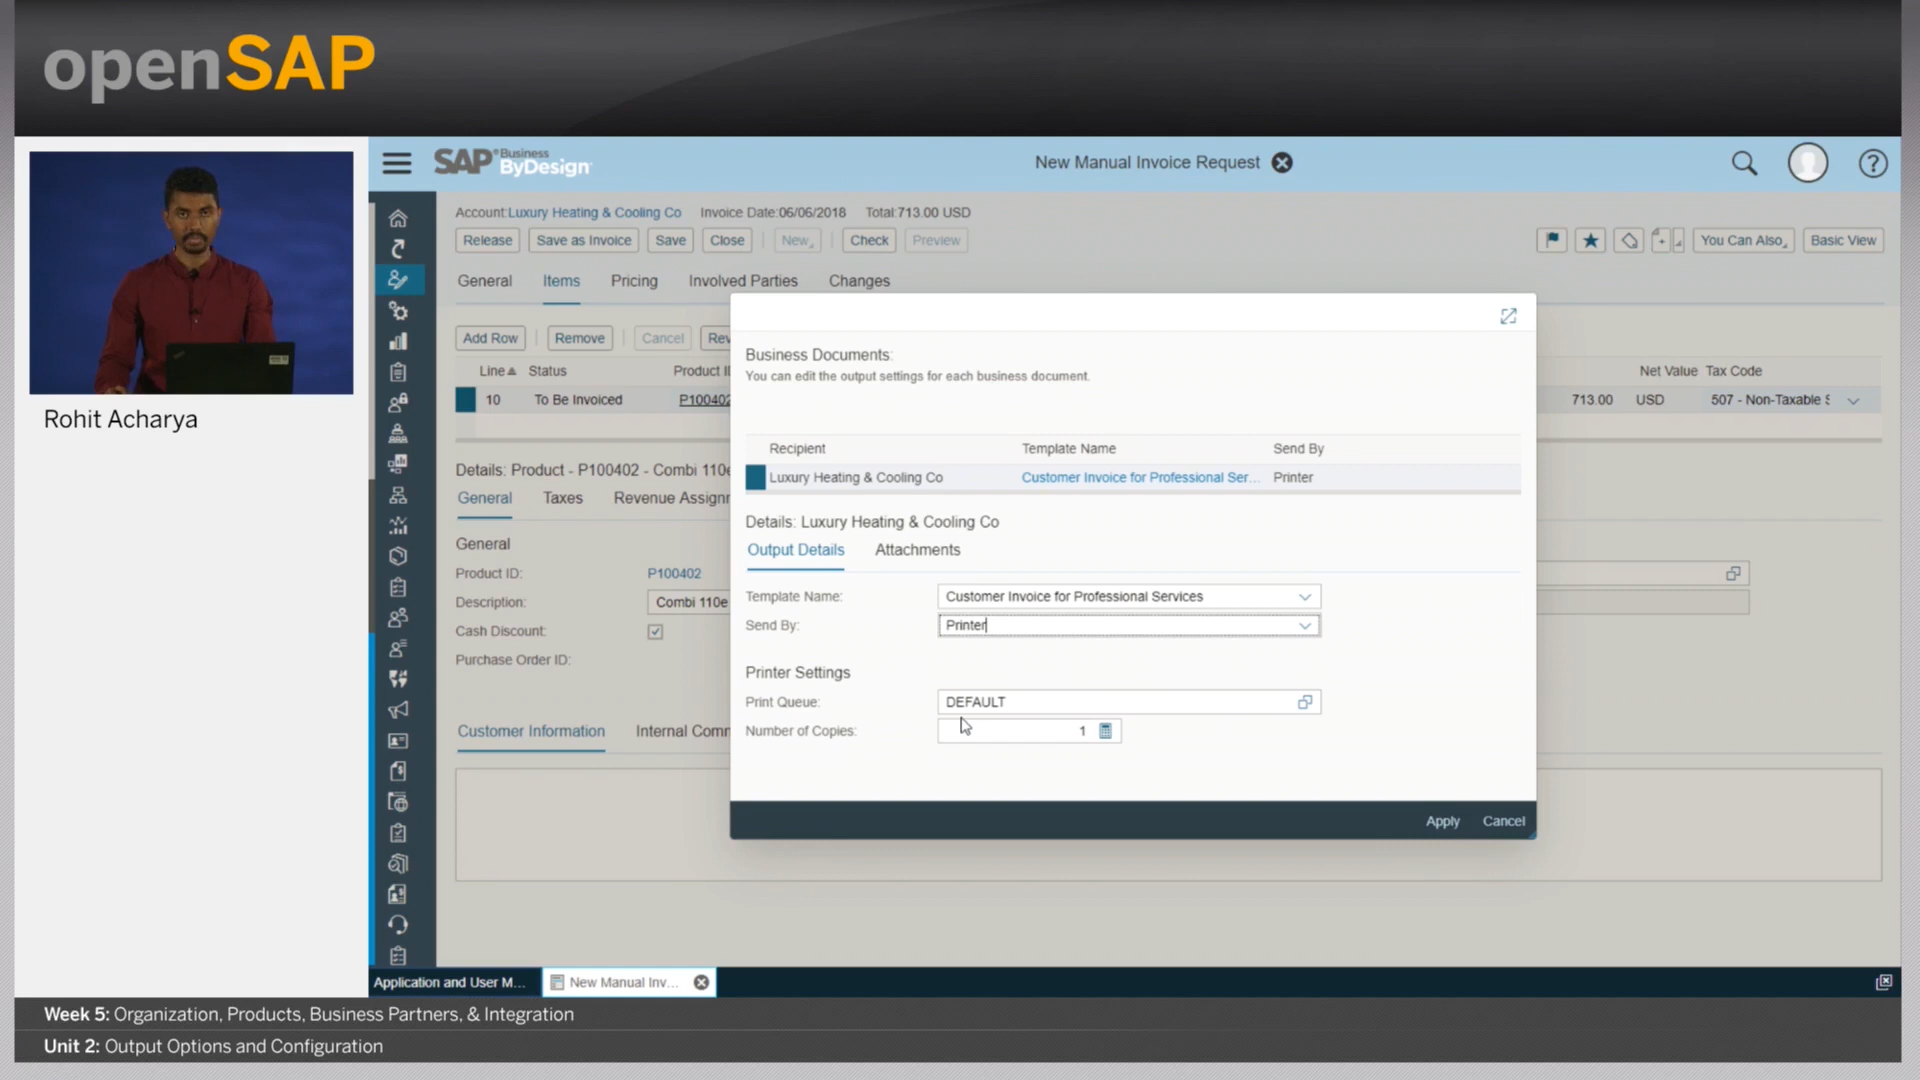 openSAP
Rohit Acharya
SAP Business ByDesign
New Manual Invoice Request
Account:Luxury Heating & Cooling Co Invoice Date:06/06/2018 Total:713.00 USD
Release Save as Invoice Save Close New Check Preview You Can Also Basic View
General Items Pricing Involved Parties Changes
Add Row Remove Cancel Rev
Line Status Product I Net Value Tax Code
10 To Be Invoiced P100402 713.00 USD 507 - Non-Taxable S
Details: Product - P100402 - Combi 110e
General Taxes Revenue Assignm
General
Product ID: P100402
Description: Combi 110e
Cash Discount:
Purchase Order ID:
Customer Information Internal Comm
Business Documents:
You can edit the output settings for each business document.
Recipient Template Name Send By
Luxury Heating & Cooling Co Customer Invoice for Professional Ser... Printer
Details: Luxury Heating & Cooling Co
Output Details Attachments
Template Name: Customer Invoice for Professional Services
Send By: Printer
Printer Settings
Print Queue: DEFAULT
Number of Copies: 1
Apply Cancel
Application and User M... New Manual Inv...
Week 5: Organization, Products, Business Partners, & Integration
Unit 2: Output Options and Configuration